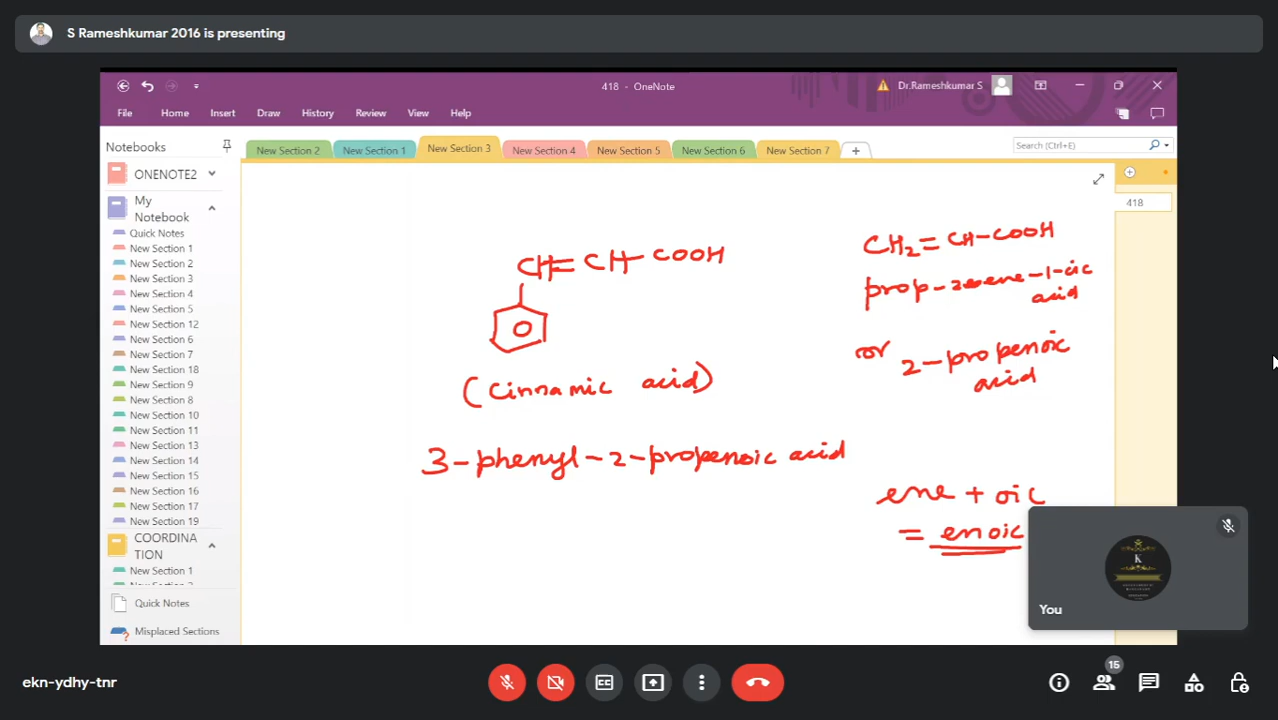 S Rameshkumar 2016 is presenting
418 - OneNote
Dr.Rameshkumar S
File Home Insert Draw History Review View Help
Notebooks
New Section 2 New Section 1 New Section 3 New Section 4 New Section 5 New Section 6 New Section 7 +
Search (Ctrl+E)
ONENOTE2
My
Notebook
Quick Notes
New Section 1
New Section 2
New Section 3
New Section 4
New Section 5
New Section 12
New Section 6
New Section 7
New Section 18
New Section 9
New Section 8
New Section 10
New Section 11
New Section 13
New Section 14
New Section 15
New Section 16
New Section 17
New Section 19
COORDINA
TION
New Section 1
Quick Notes
Misplaced Sections
418
CH=CH-COOH
(Cinnamic acid)
3-phenyl-2-propenoic acid
CH₂=CH-COOH
prop-2-ene-1-oic
acid
or 2-propenoic
acid
ene + oic
= enoic
K
You
ekn-ydhy-tnr
CC
15